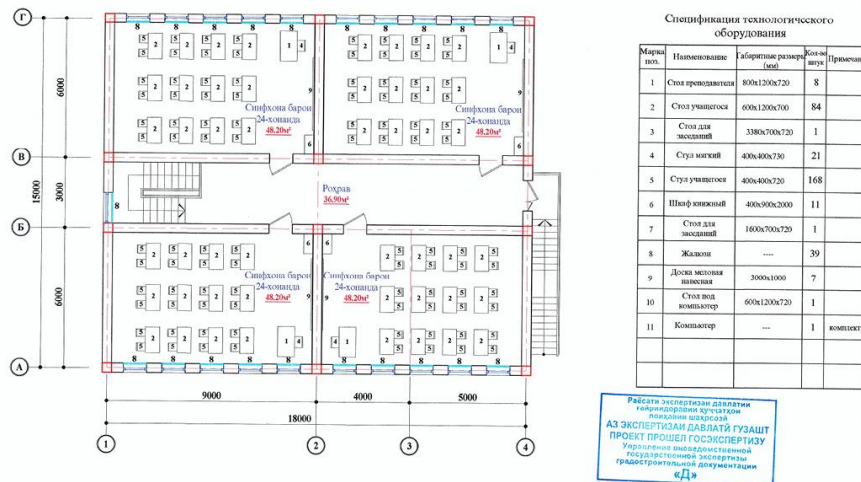 Г
В
Б
А
6000
3000
6000
15000
Синфхона барои
24-хонанда
48.20м²
Синфхона барои
24-хонанда
48.20м²
Роҳрав
36.90м²
Синфхона барои
24-хонанда
48.20м²
Синфхона барои
24-хонанда
48.20м²
9000
4000
5000
18000
1
2
3
4
Спецификация технологического
оборудования
Марка поз. Наименование Габаритные размеры (мм) Кол-во штук
1 Стол преподавателя 800х1200х720 8
2 Стол учащегося 600х1200х700 84
3 Стол для заседаний 3380х700х720 1
4 Стул мягкий 400х400х730 21
5 Стул учащегося 400х400х720 168
6 Шкаф книжный 400х900х2000 11
7 Стол для заседаний 1600х700х720 1
8 Жалюзи ---- 39
9 Доска меловая навесная 3000х1000 7
10 Стол под компьютер 600х1200х720 1
11 Компьютер --- 1 комплект
Раёсати экспертизаи давлатии
ғайриидоравии ҳуҷҷатҳои
АЗ ЭКСПЕРТИЗАИ ДАВЛАТӢ ГУЗАШТ
ПРОЕКТ ПРОШЕЛ ГОСЭКСПЕРТИЗУ
Управление вневедомственной
государственной экспертизы
градостроительной документации
«Д»